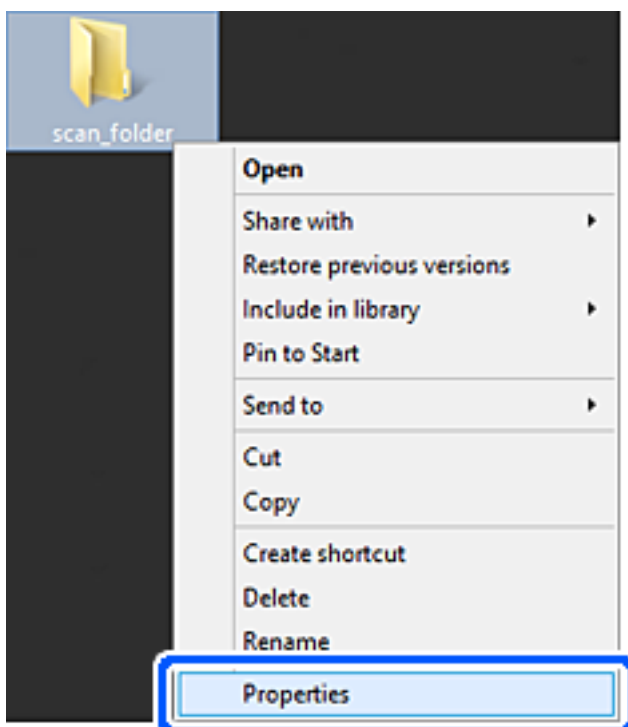 scan_folder
Open
Share with
Restore previous versions
Include in library
Pin to Start
Send to
Cut
Copy
Create shortcut
Delete
Rename
Properties